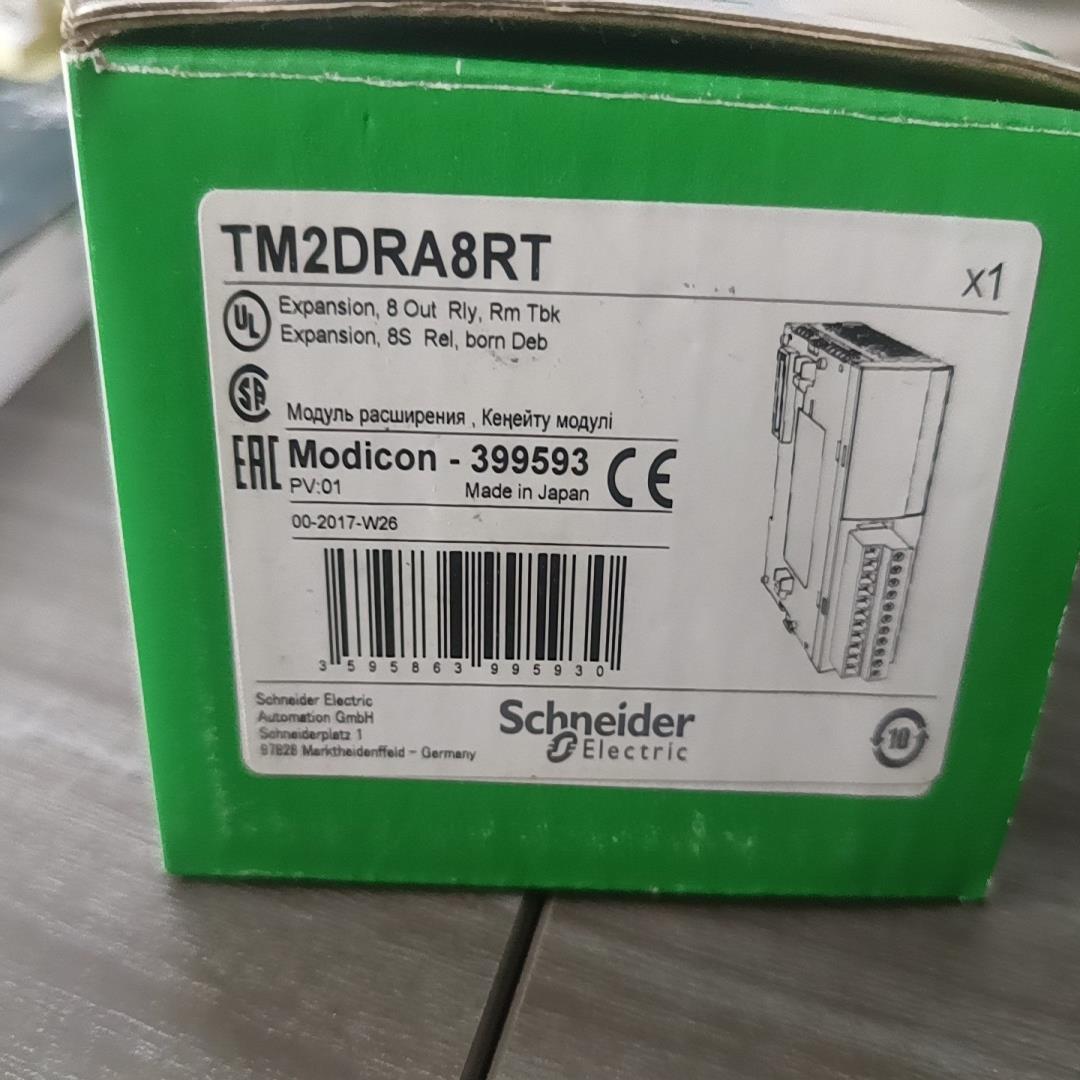 TM2DRA8RT
x1
UL
Expansion, 8 Out Rly, Rm Tbk
Expansion, 8S Rel, born Deb
SA
Модуль расширения , Кеңейту модулі
EAC
Modicon - 399593
CE
PV:01
Made in Japan
00-2017-W26
3 595863 995930
Schneider Electric
Automation GmbH
Schneiderplatz 1
97828 Marktheidenffeld - Germany
Schneider
Electric
10